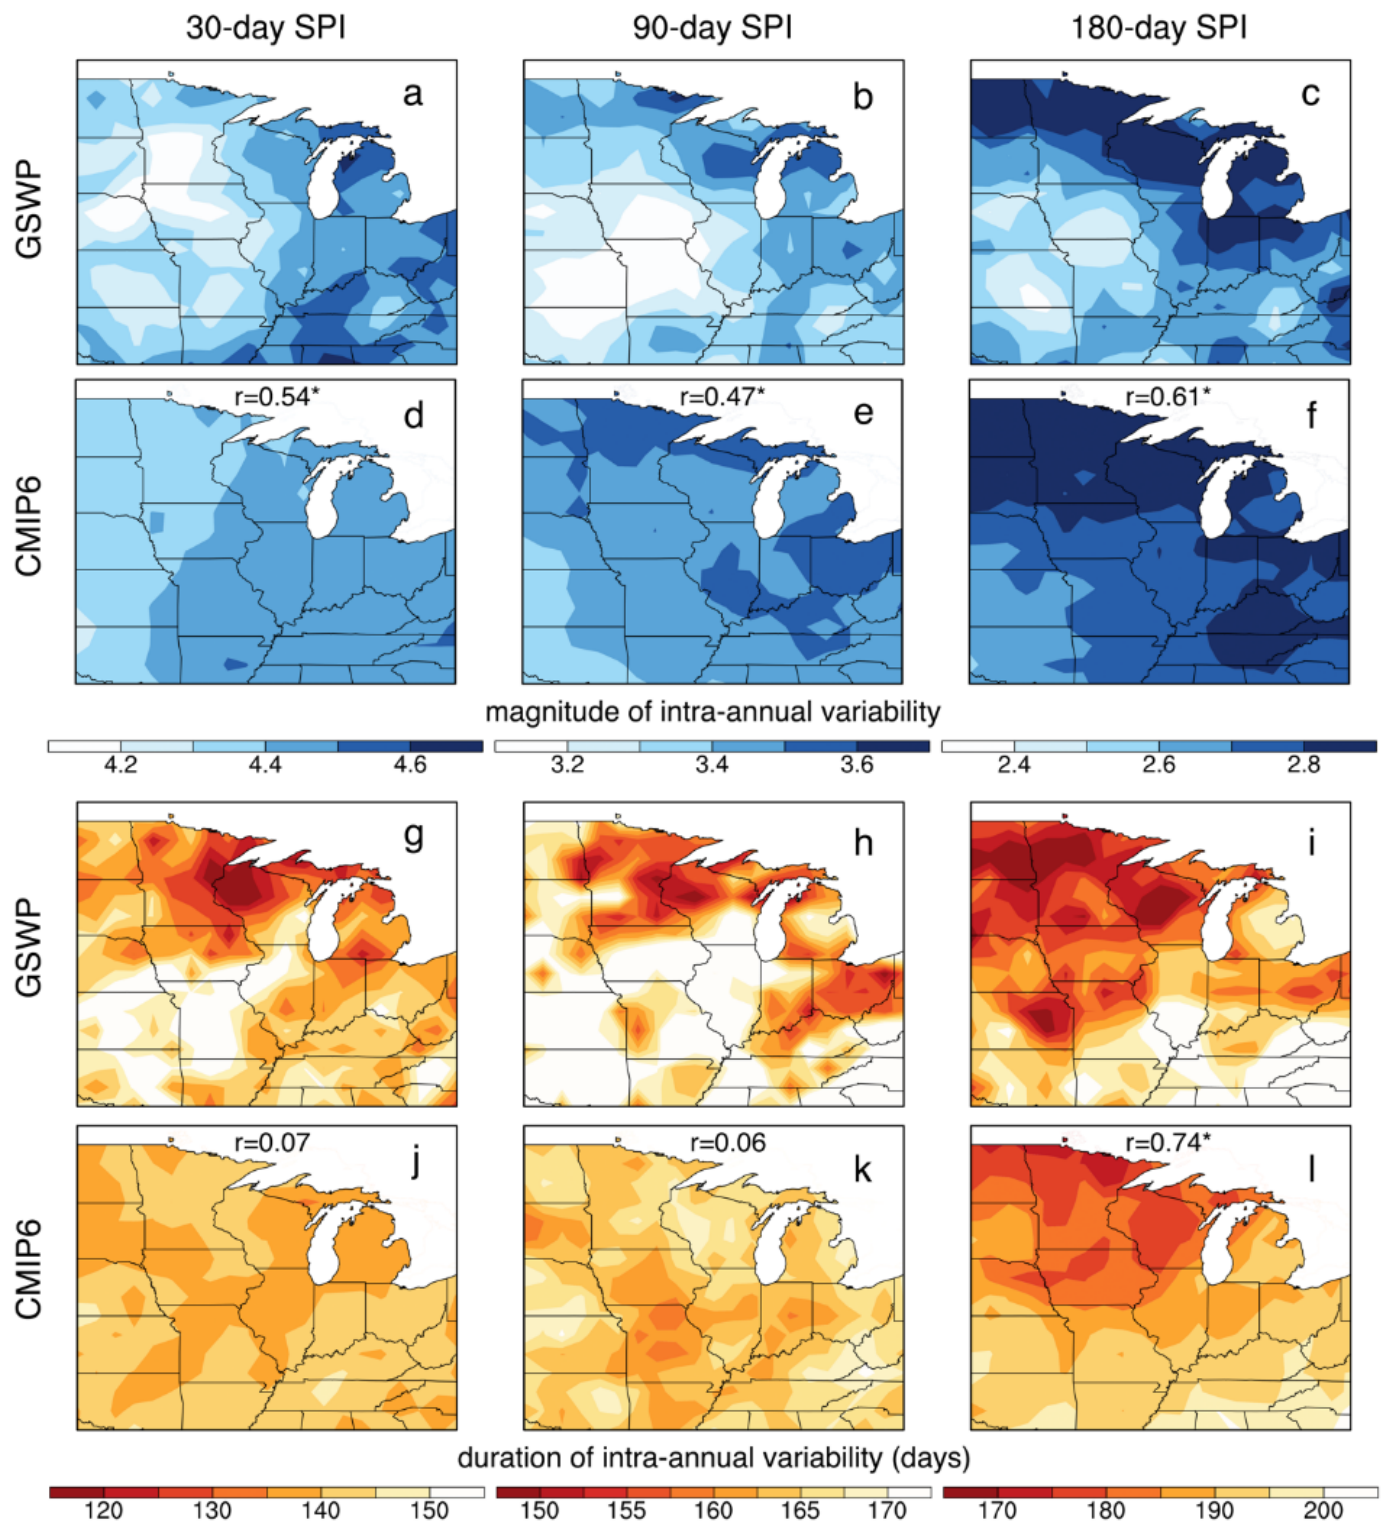 30-day SPI 90-day SPI 180-day SPI
GSWP
a b c
CMIP6
r=0.54* d r=0.47* e r=0.61* f
magnitude of intra-annual variability
4.2 4.4 4.6 3.2 3.4 3.6 2.4 2.6 2.8
GSWP
g h i
CMIP6
r=0.07 j r=0.06 k r=0.74* l
duration of intra-annual variability (days)
120 130 140 150 150 155 160 165 170 170 180 190 200